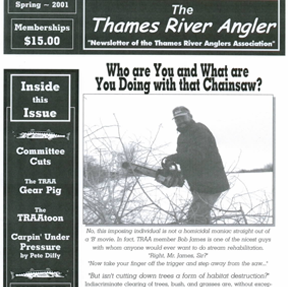 Spring ~ 2001
Memberships
$15.00
The
Thames River Angler
"Newsletter of the Thames River Anglers Association"
Inside
this
Issue
Committee
Cuts
The TRAA
Gear Pig
The
TRAAtoon
Carpin' Under
Pressure
by Pete Diffy
Who are You and What are
You Doing with that Chainsaw?
No, this imposing individual is not a homicidal maniac straight out of
a 'B' movie. In fact, TRAA member Bob James is one of the nicest guys
with whom anyone would ever want to do stream rehabilitation.
"Right, Mr. James, Sir?"
"Now take your finger off the trigger and step away from the saw..."
"But isn't cutting down trees a form of habitat destruction?"
Indiscriminate clearing of trees, bush, and grasses are, without excep-